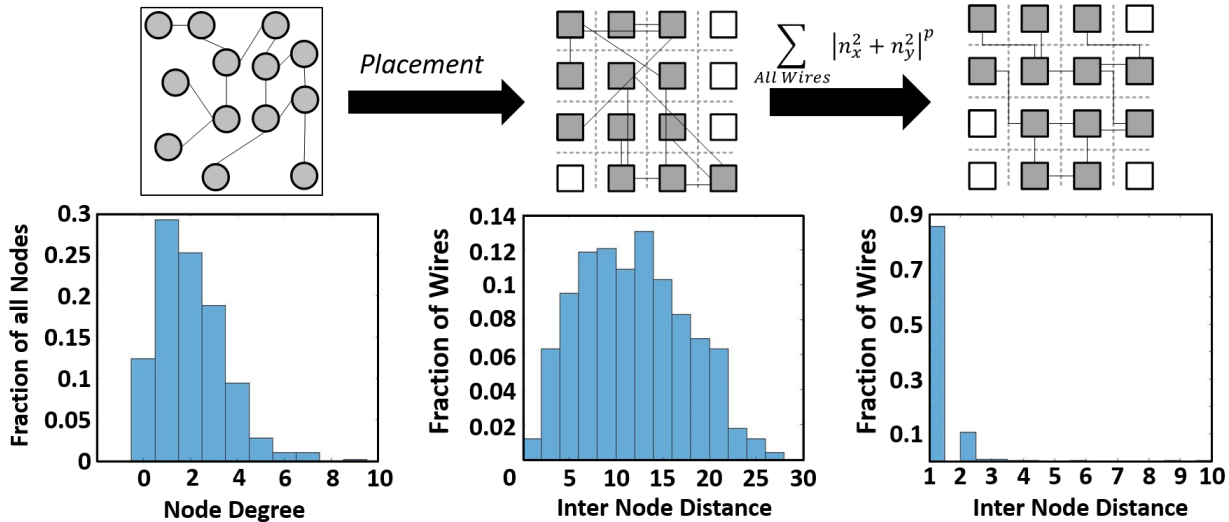 Placement
∑ |n_x^2 + n_y^2|^p
All Wires
0.3
0.25
0.2
0.15
0.1
0.05
0
Fraction of all Nodes
0 2 4 6 8 10
Node Degree
0.14
0.12
0.1
0.08
0.06
0.04
0.02
Fraction of Wires
0 5 10 15 20 25 30
Inter Node Distance
0.9
0.7
0.5
0.3
0.1
Fraction of Wires
1 2 3 4 5 6 7 8 9 10
Inter Node Distance